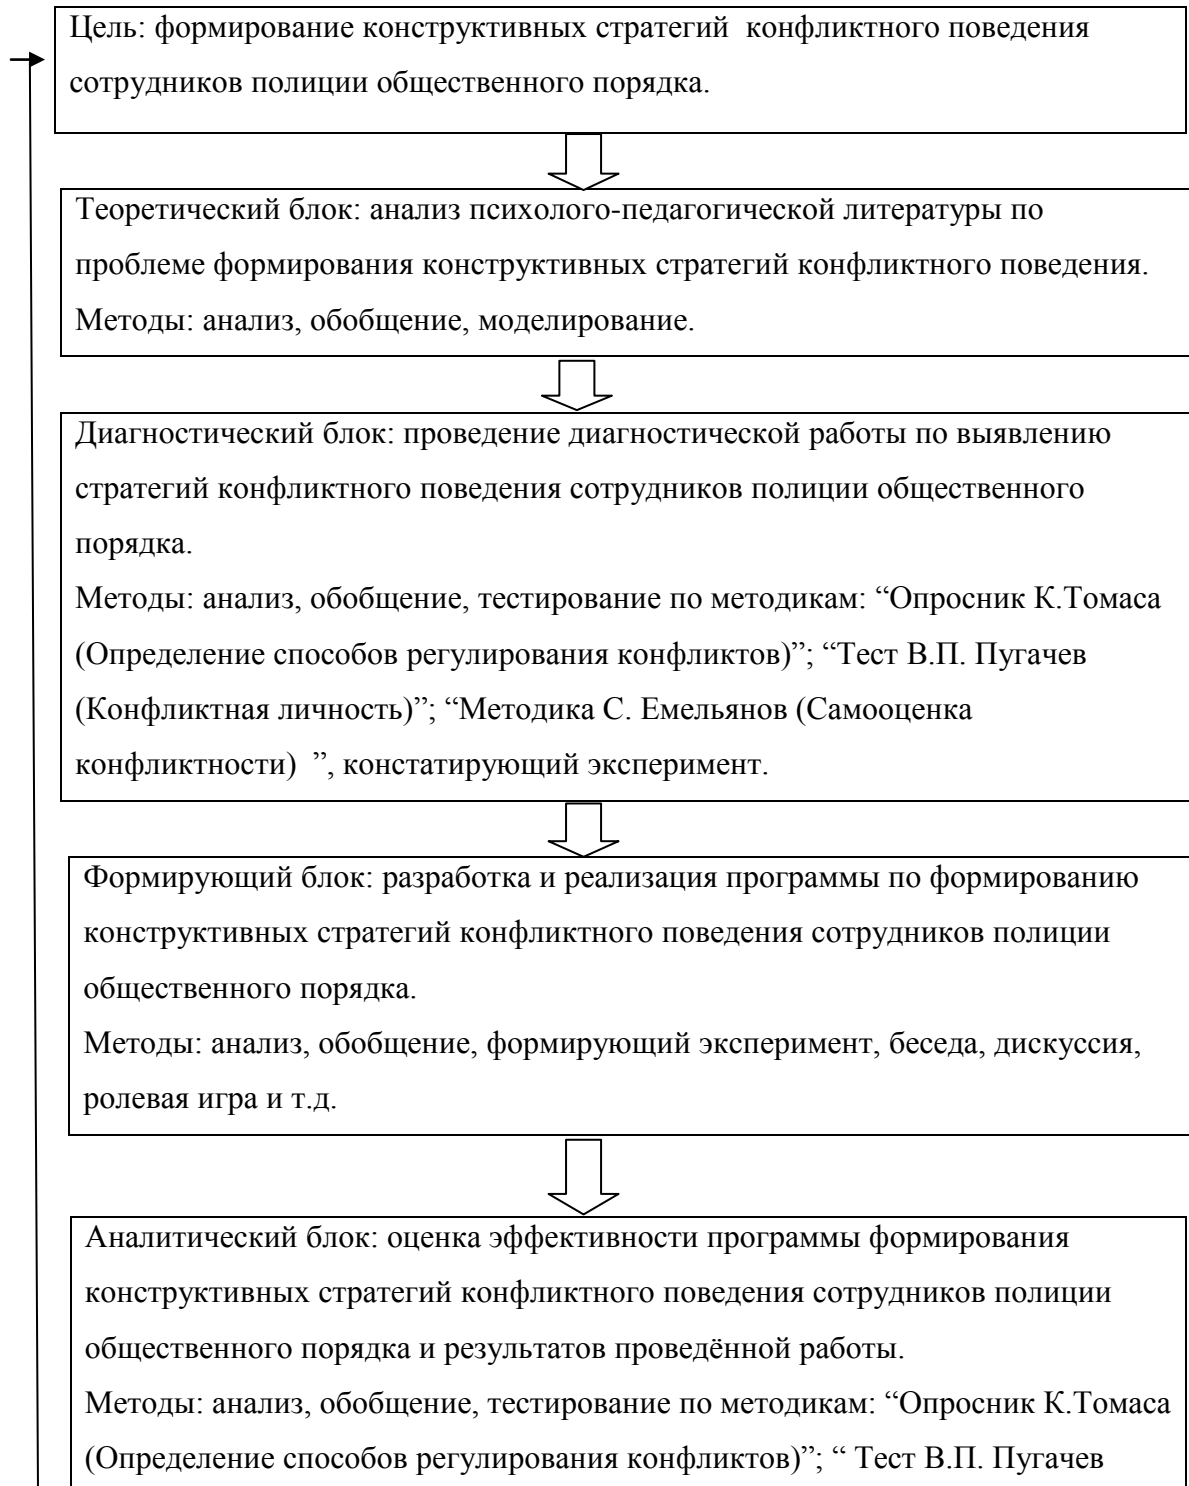 Цель: формирование конструктивных стратегий  конфликтного поведения
сотрудников полиции общественного порядка.
Теоретический блок: анализ психолого-педагогической литературы по
проблеме формирования конструктивных стратегий конфликтного поведения.
Методы: анализ, обобщение, моделирование.
Диагностический блок: проведение диагностической работы по выявлению
стратегий конфликтного поведения сотрудников полиции общественного
порядка.
Методы: анализ, обобщение, тестирование по методикам: “Опросник К.Томаса
(Определение способов регулирования конфликтов)”; “Тест В.П. Пугачев
(Конфликтная личность)”; “Методика С. Емельянов (Самооценка
конфликтности)  ”, констатирующий эксперимент.
Формирующий блок: разработка и реализация программы по формированию
конструктивных стратегий конфликтного поведения сотрудников полиции
общественного порядка.
Методы: анализ, обобщение, формирующий эксперимент, беседа, дискуссия,
ролевая игра и т.д.
Аналитический блок: оценка эффективности программы формирования
конструктивных стратегий конфликтного поведения сотрудников полиции
общественного порядка и результатов проведённой работы.
Методы: анализ, обобщение, тестирование по методикам: “Опросник К.Томаса
(Определение способов регулирования конфликтов)”; “ Тест В.П. Пугачев